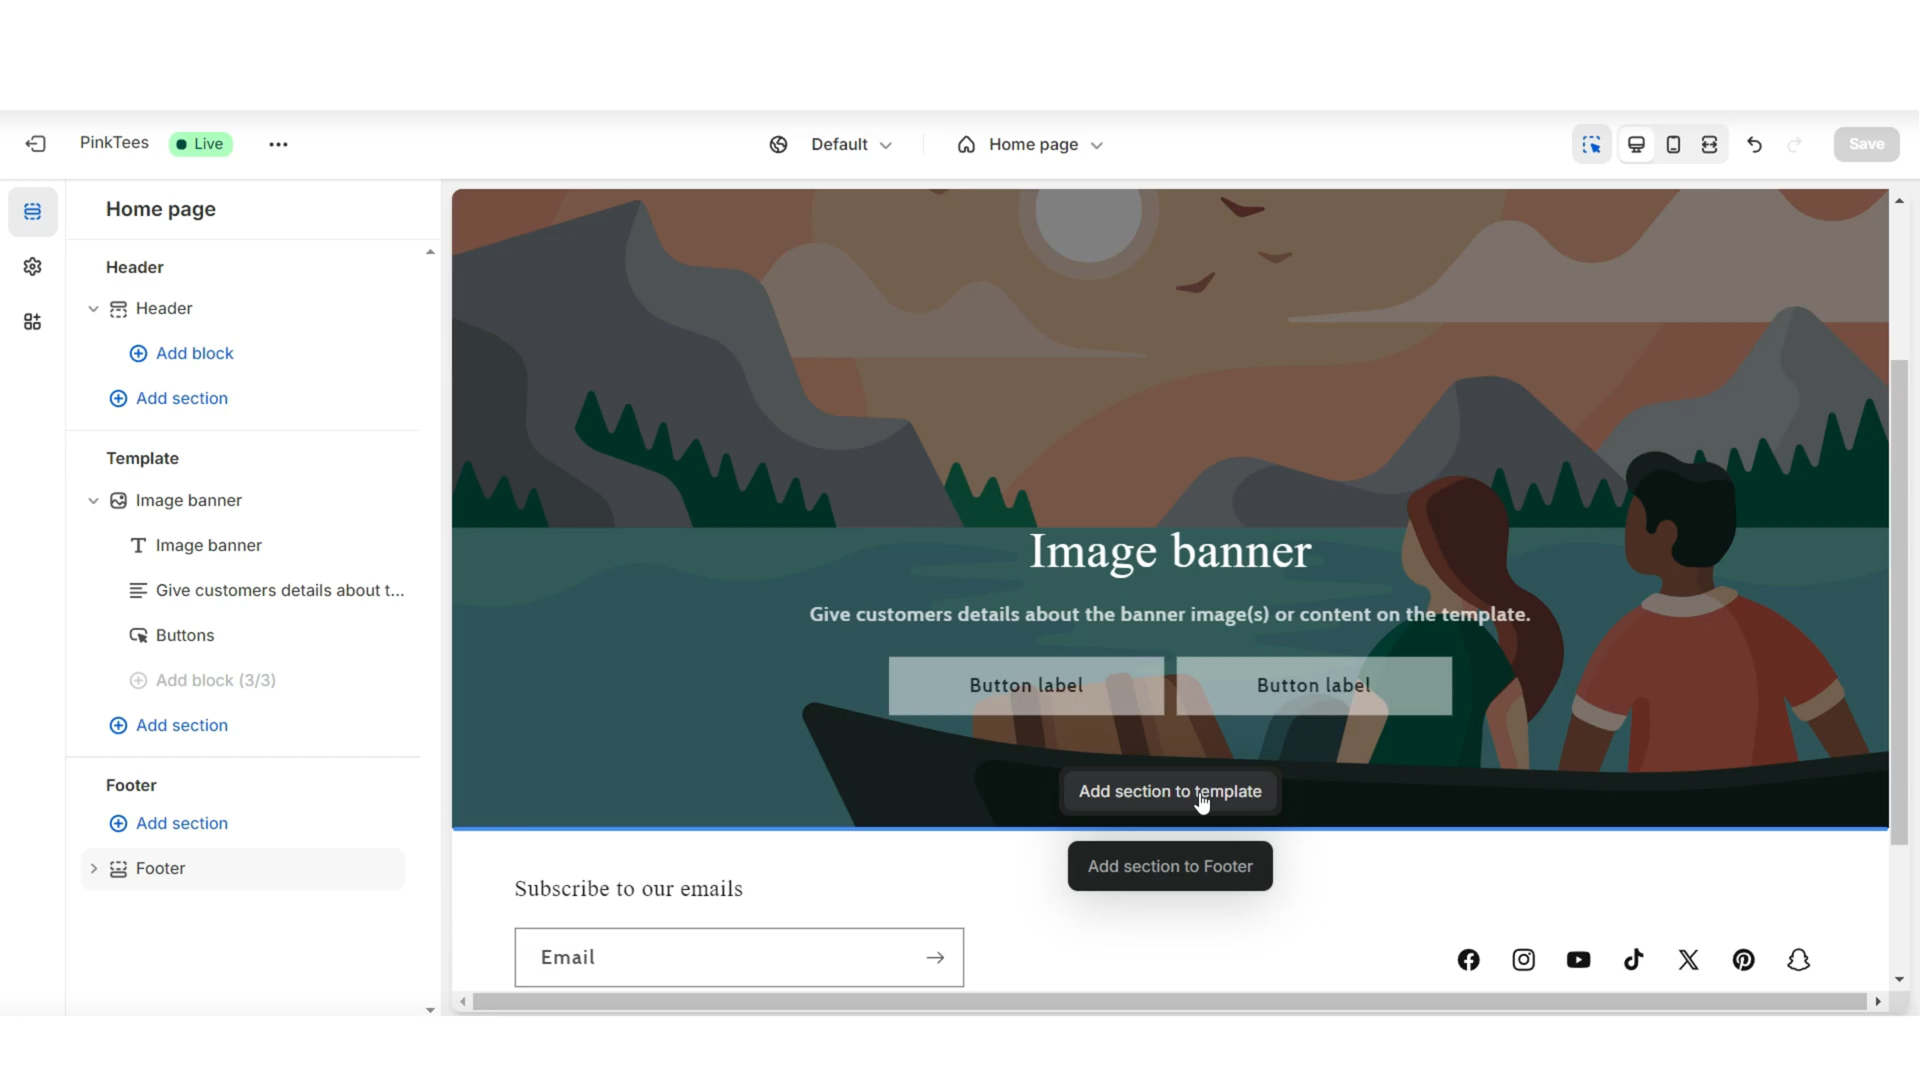 PinkTees
Live
Default
Home page
Save
Home page
Header
Header
Add block
Add section
Template
Image banner
Image banner
Give customers details about t...
Buttons
Add block (3/3)
Add section
Footer
Add section
Footer
Image banner
Give customers details about the banner image(s) or content on the template.
Button label
Button label
Add section to template
Add section to Footer
Subscribe to our emails
Email